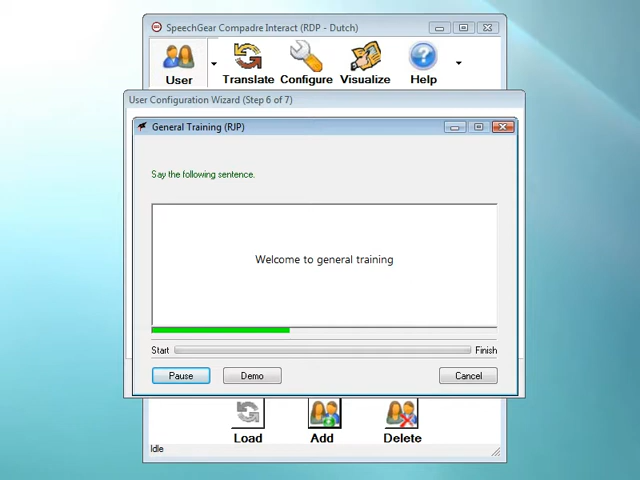 SpeechGear Compadre Interact (RDP - Dutch)
User Translate Configure Visualize Help
User Configuration Wizard (Step 6 of 7)
General Training (RJP)
Say the following sentence.
Welcome to general training
Start Finish
Pause Demo Cancel
Load Add Delete
Idle